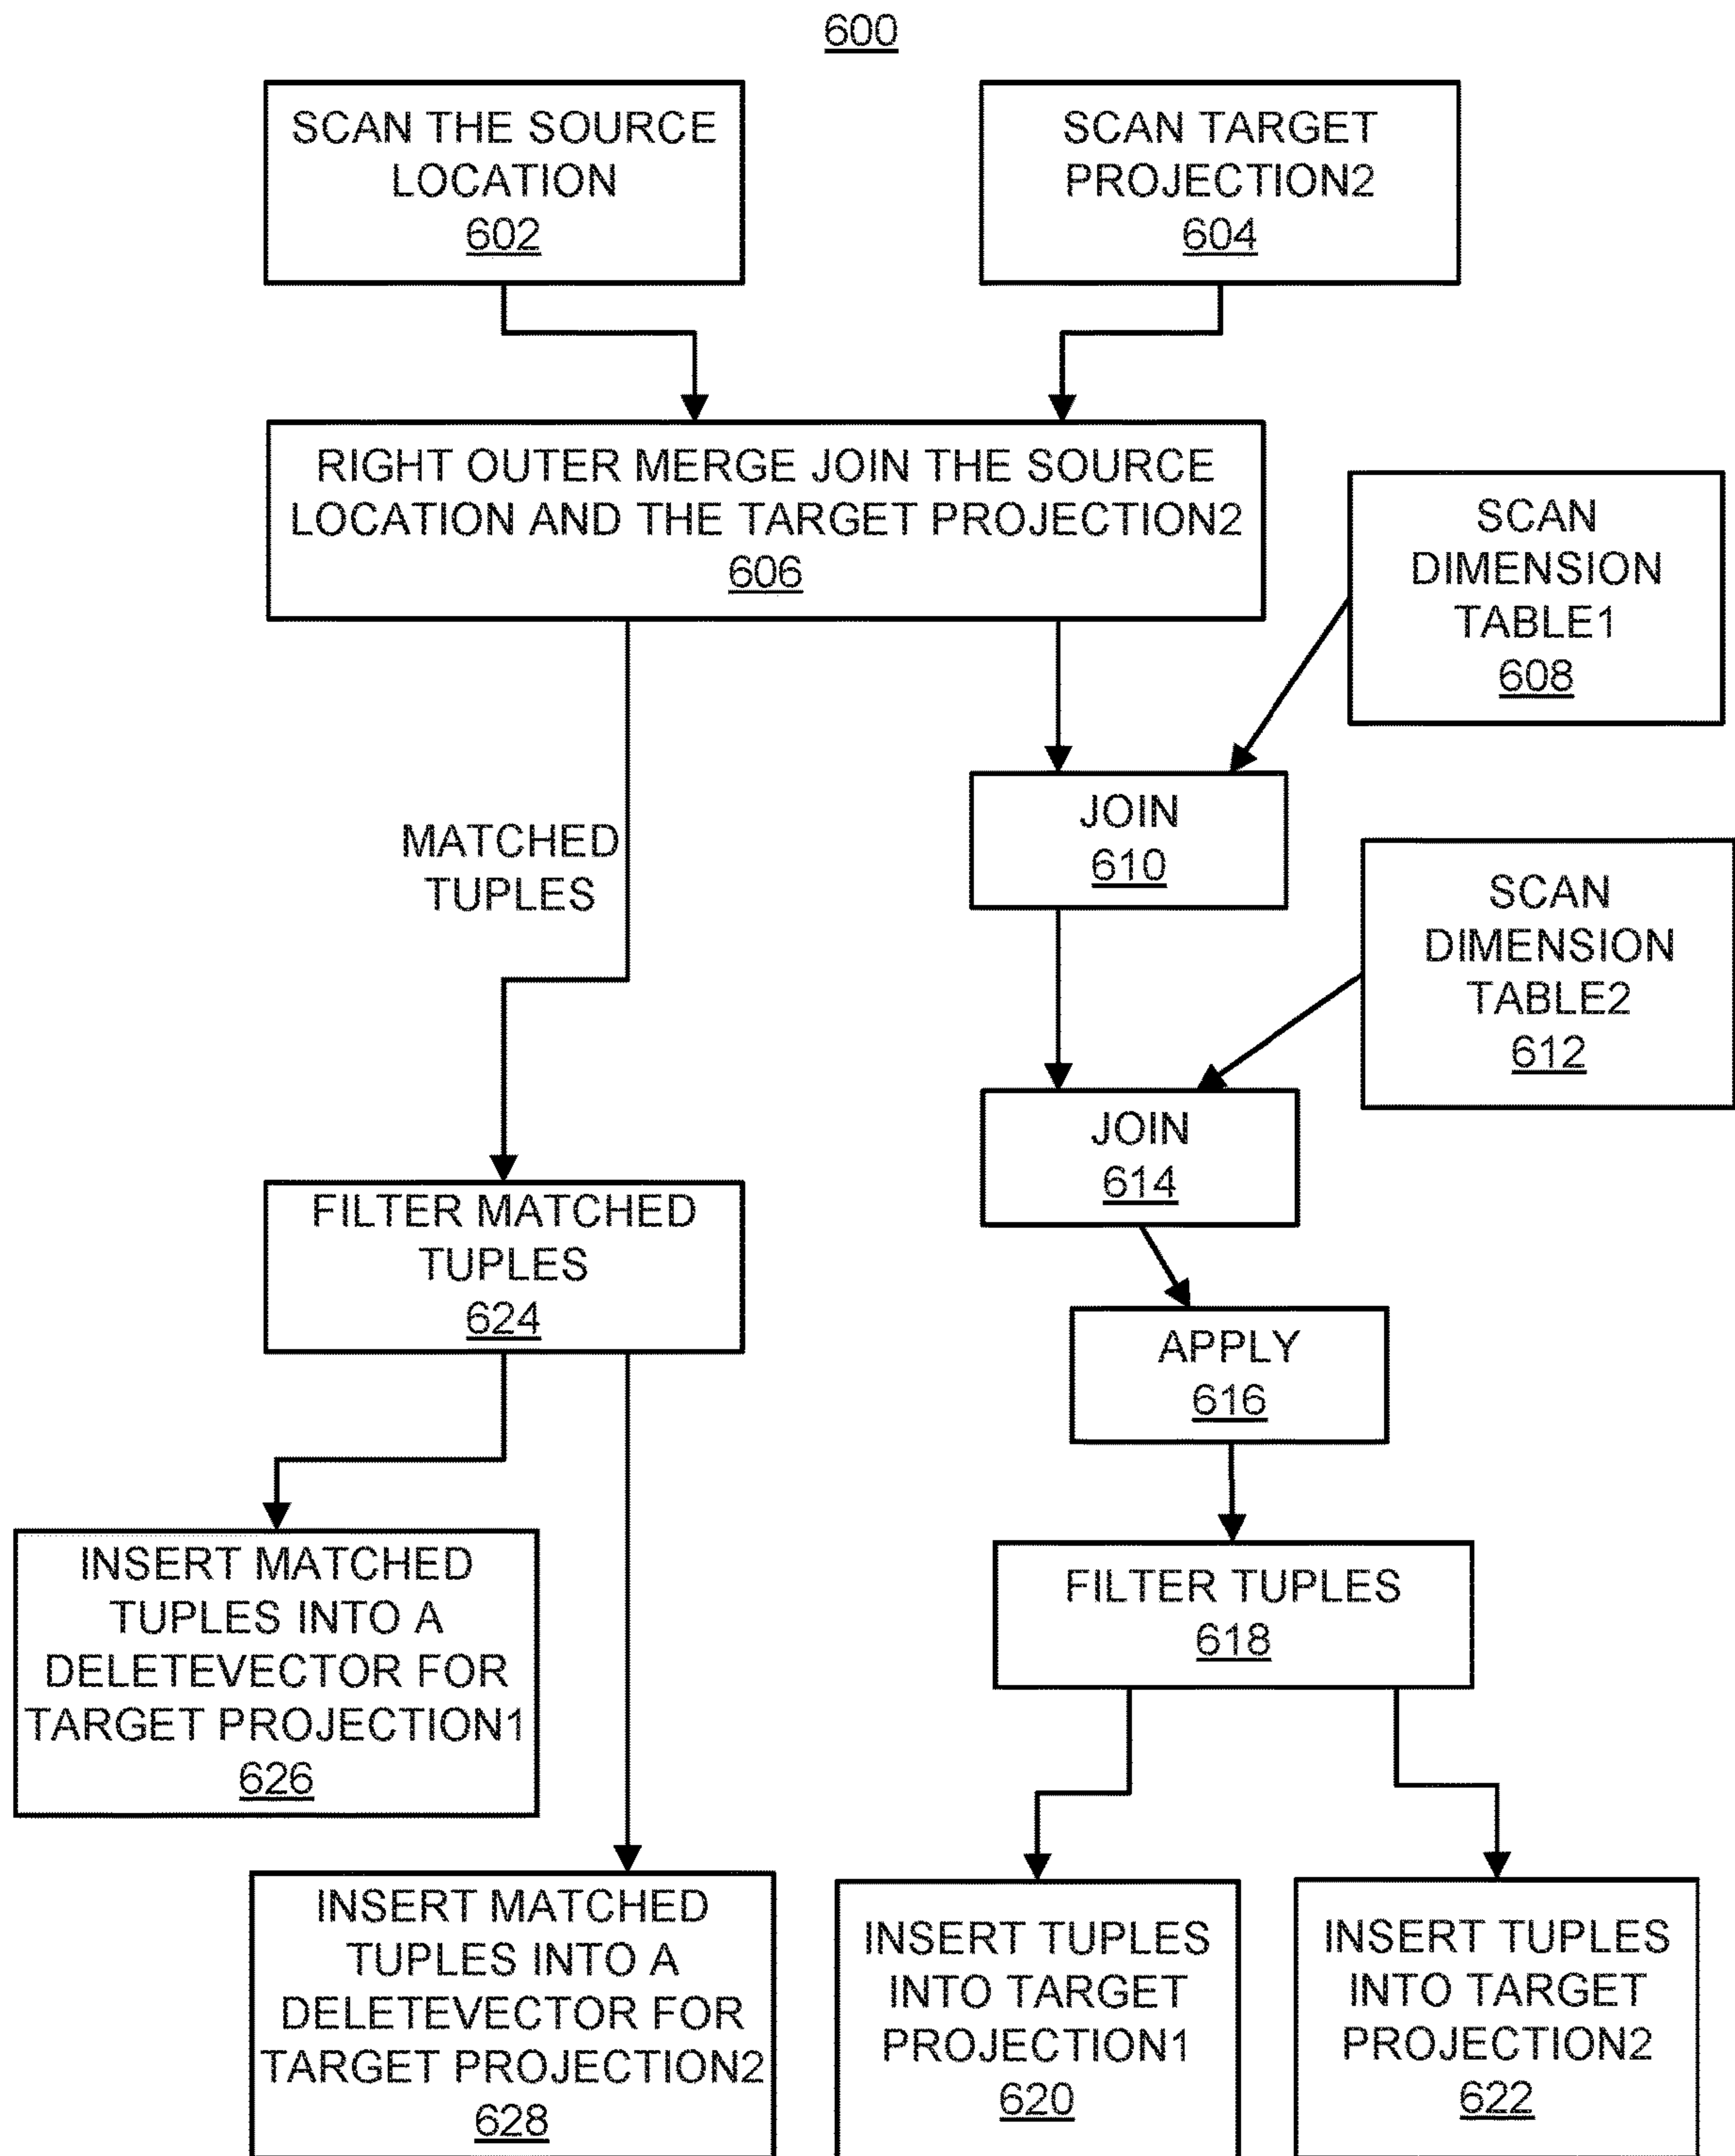 600
SCAN THE SOURCE
LOCATION
602
SCAN TARGET
PROJECTION2
604
RIGHT OUTER MERGE JOIN THE SOURCE
LOCATION AND THE TARGET PROJECTION2
606
SCAN
DIMENSION
TABLE1
608
JOIN
610
MATCHED
TUPLES
SCAN
DIMENSION
TABLE2
612
JOIN
614
FILTER MATCHED
TUPLES
624
APPLY
616
INSERT MATCHED
TUPLES INTO A
DELETEVECTOR FOR
TARGET PROJECTION1
626
FILTER TUPLES
618
INSERT MATCHED
TUPLES INTO A
DELETEVECTOR FOR
TARGET PROJECTION2
628
INSERT TUPLES
INTO TARGET
PROJECTION1
620
INSERT TUPLES
INTO TARGET
PROJECTION2
622